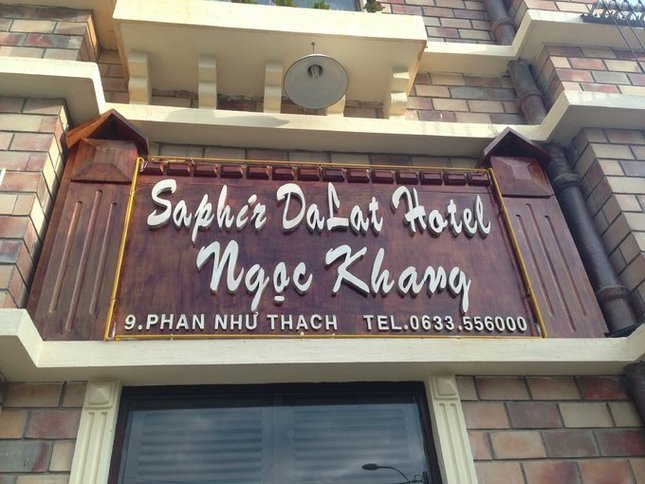 Saphir DaLat Hotel
Ngọc Khang
9.PHAN NHƯ THẠCH TEL.0633.556000